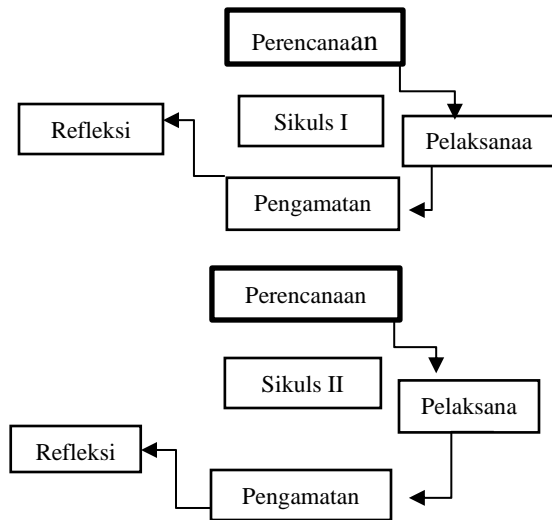 Perencanaan
Sikuls I
Refleksi
Pelaksanaa
Pengamatan
Perencanaan
Sikuls II
Pelaksana
Refleksi
Pengamatan